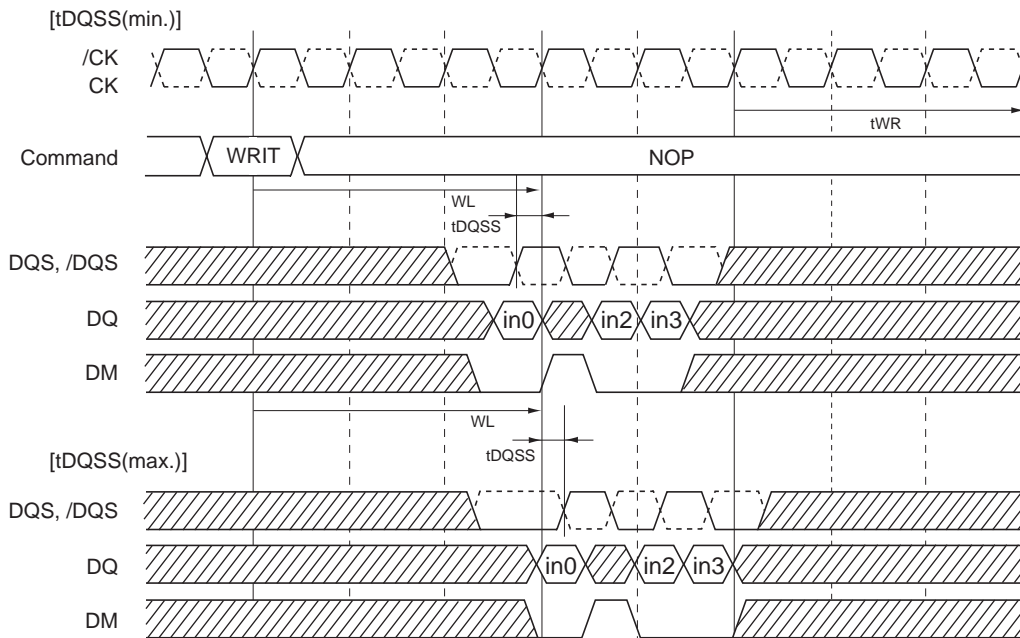 [tDQSS(min.)]
/CK
CK
tWR
Command WRIT NOP
WL
tDQSS
DQS, /DQS
DQ in0 in2 in3
DM
WL
tDQSS
[tDQSS(max.)]
DQS, /DQS
DQ in0 in2 in3
DM